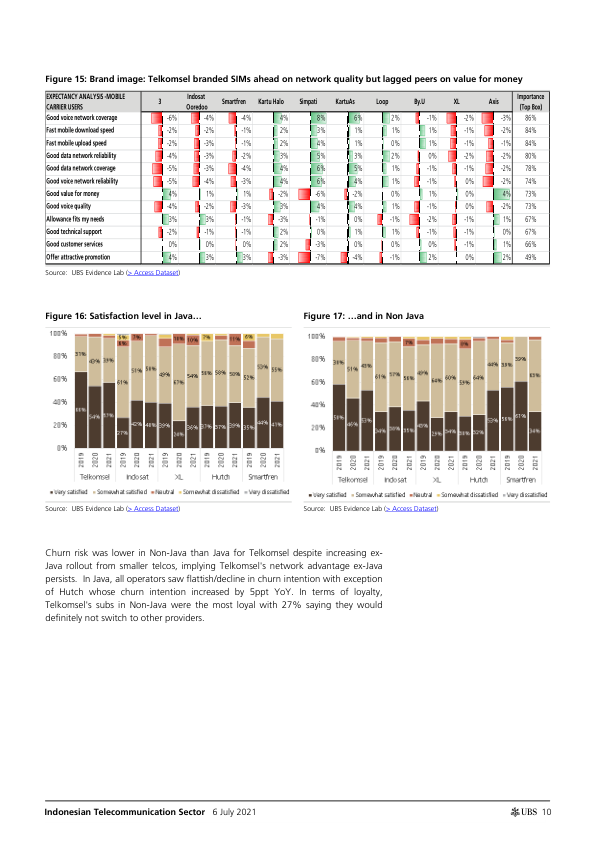 Figure 15: Brand image: Telkomsel branded SIMs ahead on network quality but lagged peers on value for money
EXPECTANCY ANALYSIS -MOBILE CARRIER USERS 3 Indosat Ooredoo Smartfren Kartu Halo Simpati KartuAs Loop By.U XL Axis Importance (Top Box)
Good voice network coverage -6% -4% -4% 4% 8% 6% 2% -1% -2% -3% 86%
Fast mobile download speed -2% -2% -1% 2% 3% 1% 1% 1% -1% -2% 84%
Fast mobile upload speed -2% -3% -1% 2% 4% 1% 0% 1% -1% -2% 84%
Good data network reliability -4% -3% -2% 3% 5% 3% 2% 0% -2% -2% 80%
Good data network coverage -5% -3% -4% 4% 6% 5% 1% -1% -2% -1% 78%
Good voice network reliability -5% -4% -3% 4% 6% 4% 1% -1% 0% -2% 74%
Good value for money 4% 1% 1% -2% -6% -2% 0% 0% 0% 4% 73%
Good voice quality -4% -2% -3% 3% 4% 4% 1% -1% -1% -2% 73%
Allowance fits my needs 3% 3% 1% -3% -1% 0% -1% -2% -1% 1% 67%
Good technical support -2% -1% -1% 2% 0% 1% 1% -1% -1% 0% 67%
Good customer services 0% 0% 0% 2% -3% 0% 0% 0% -1% 1% 66%
Offer attractive promotion 4% 3% 3% -3% -7% -4% -1% 2% 0% 2% 49%
Source: UBS Evidence Lab (> Access Dataset)
Figure 16: Satisfaction level in Java…
100%
80%
60%
40%
20%
0%
2019 2020 2021 2019 2020 2021 2019 2020 2021 2019 2020 2021 2019 2020 2021
Telkomsel Indosat XL Hutch Smartfren
Very satisfied Somewhat satisfied Neutral Somewhat dissatisfied Very dissatisfied
Source: UBS Evidence Lab (> Access Dataset)
Figure 17: …and in Non Java
100%
80%
60%
40%
20%
0%
2019 2020 2021 2019 2020 2021 2019 2020 2021 2019 2020 2021 2019 2020 2021
Telkomsel Indosat XL Hutch Smartfren
Very satisfied Somewhat satisfied Neutral Somewhat dissatisfied Very dissatisfied
Source: UBS Evidence Lab (> Access Dataset)
Churn risk was lower in Non-Java than Java for Telkomsel despite increasing ex-
Java rollout from smaller telcos, implying Telkomsel's network advantage ex-Java
persists. In Java, all operators saw flattish/decline in churn intention with exception
of Hutch whose churn intention increased by 5ppt YoY. In terms of loyalty,
Telkomsel's subs in Non-Java were the most loyal with 27% saying they would
definitely not switch to other providers.
Indonesian Telecommunication Sector 6 July 2021
UBS 10